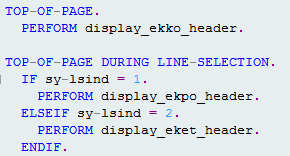 TOP-OF-PAGE.
PERFORM display_ekko_header.
TOP-OF-PAGE DURING LINE-SELECTION.
IF sy-lsind = 1.
PERFORM display_ekpo_header.
ELSEIF sy-lsind = 2.
PERFORM display_eket_header.
ENDIF.